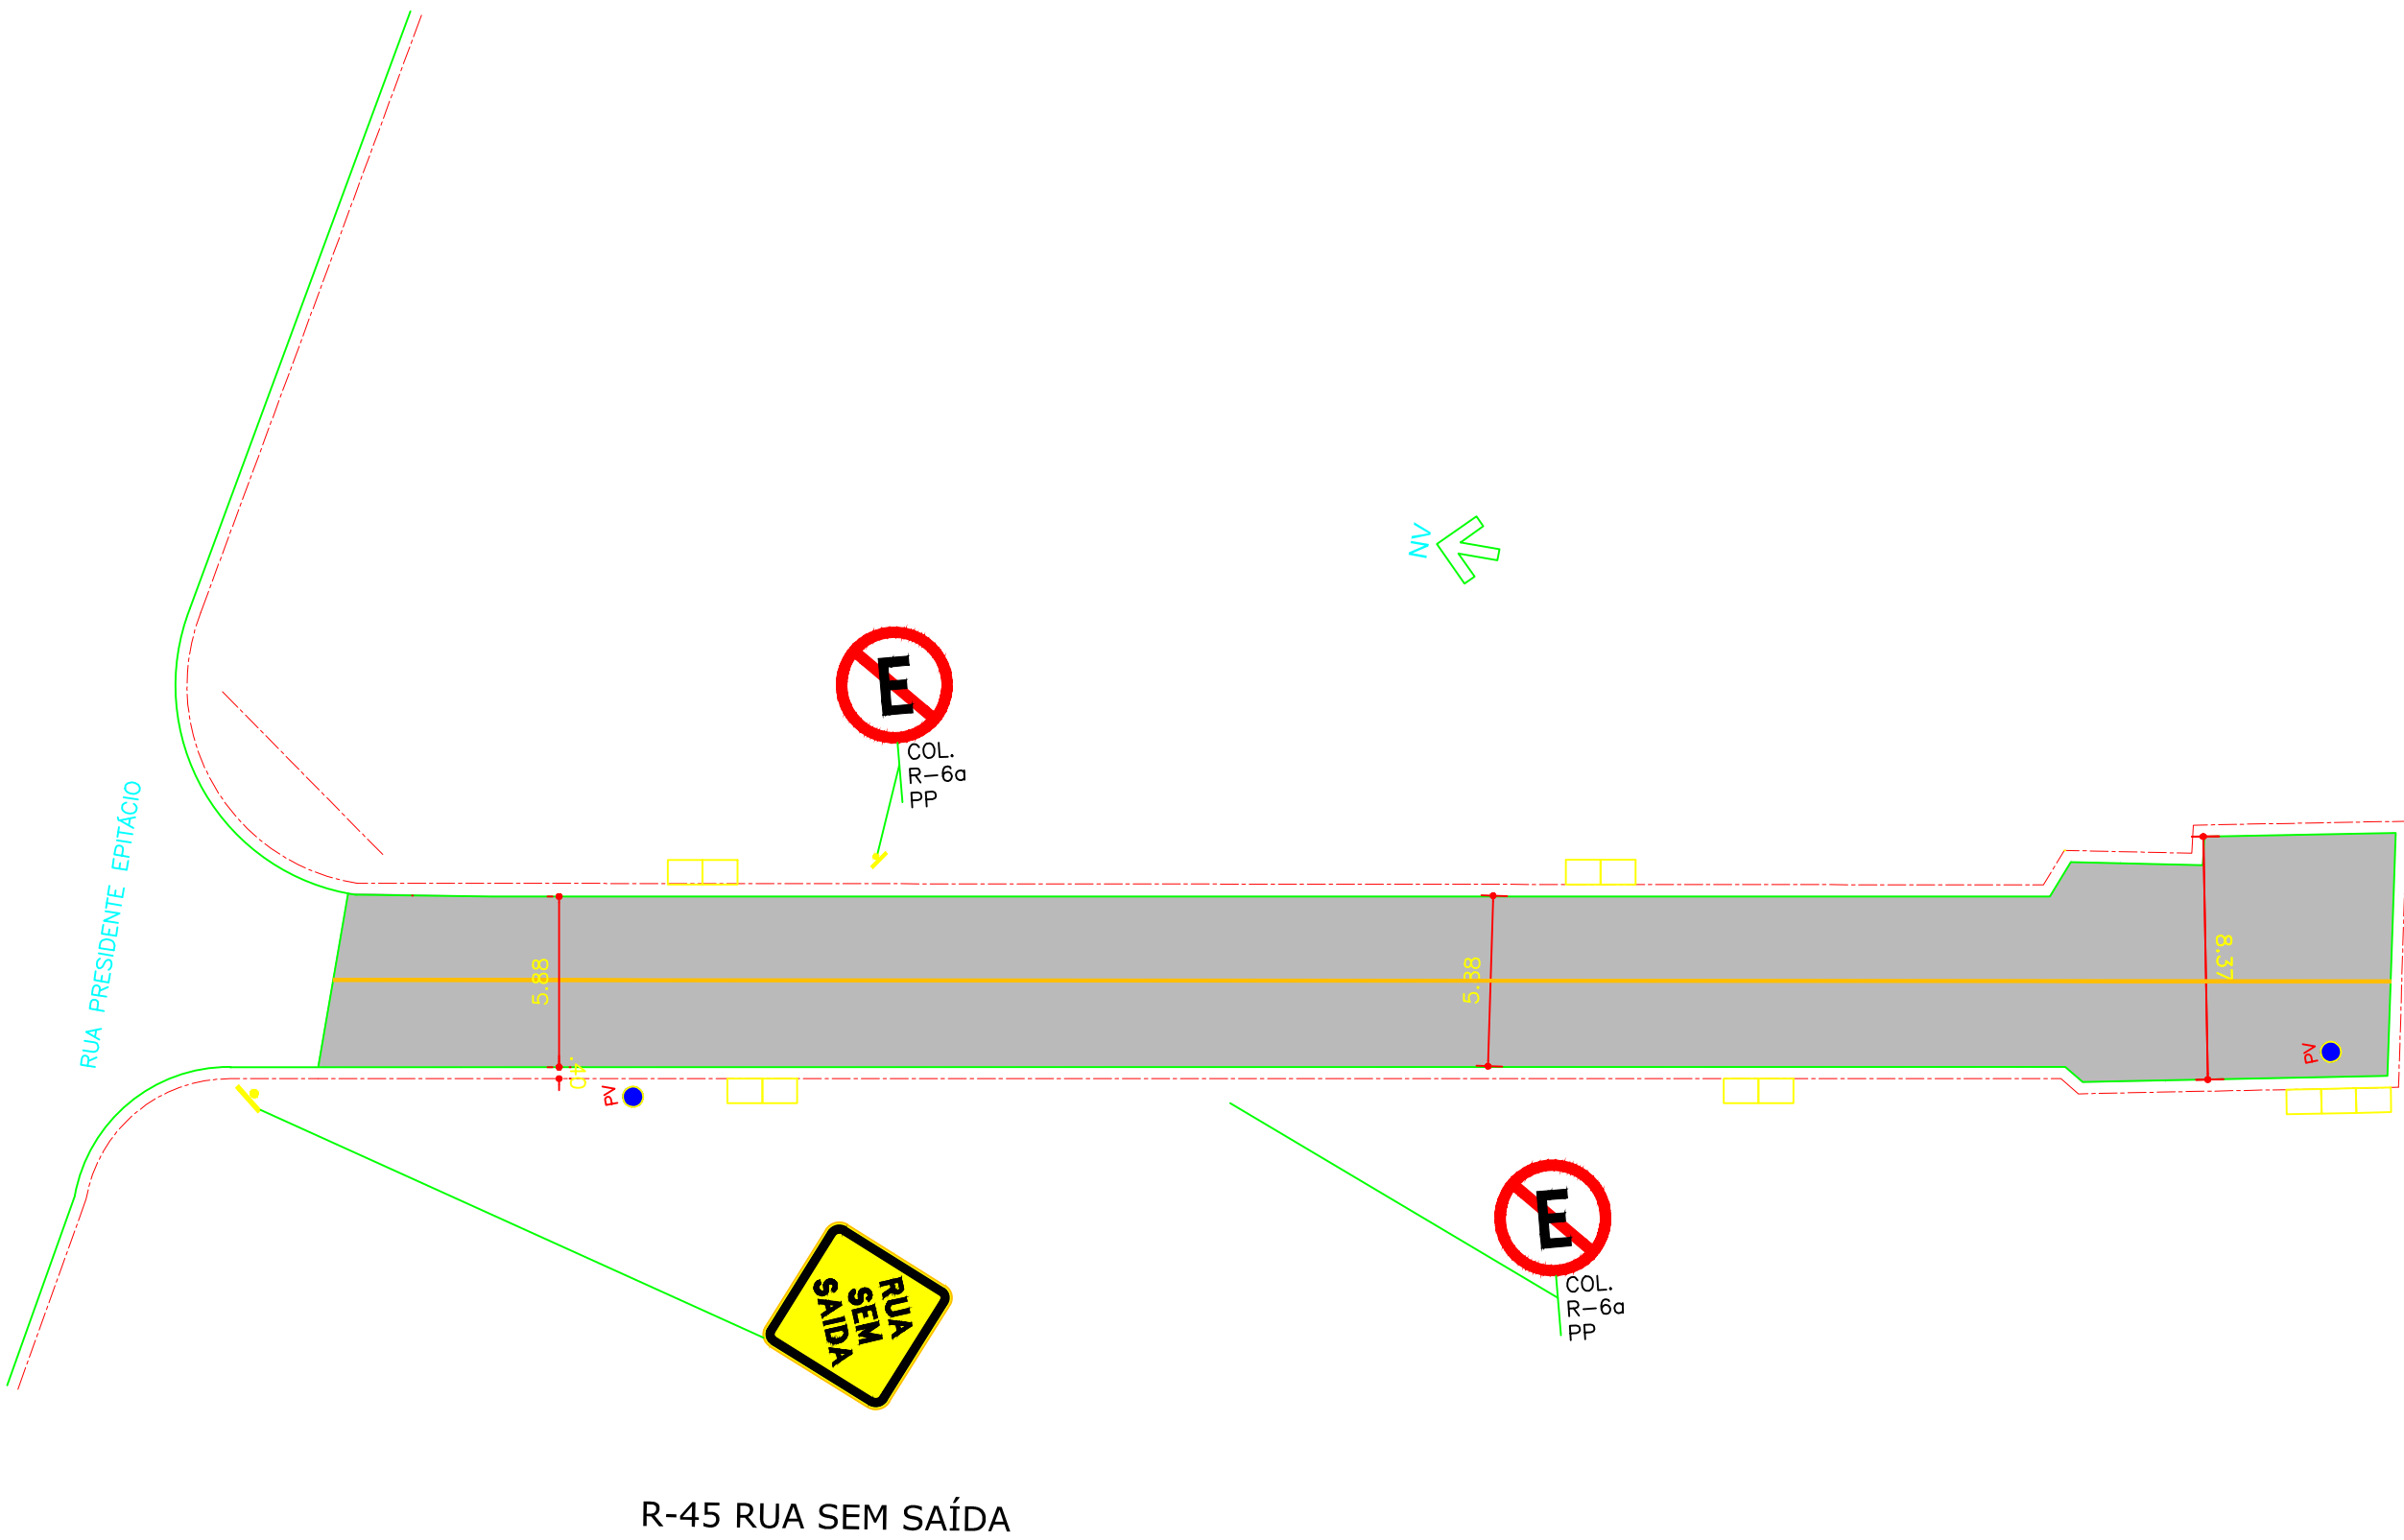 NV
E
COL.
R-6a
PP
RUA PRESIDENTE EPITÁCIO
5.88
5.38
8.37
PV
PV
E
COL.
R-6a
PP
RUA
SEM
SAIDA
R-45 RUA SEM SAÍDA